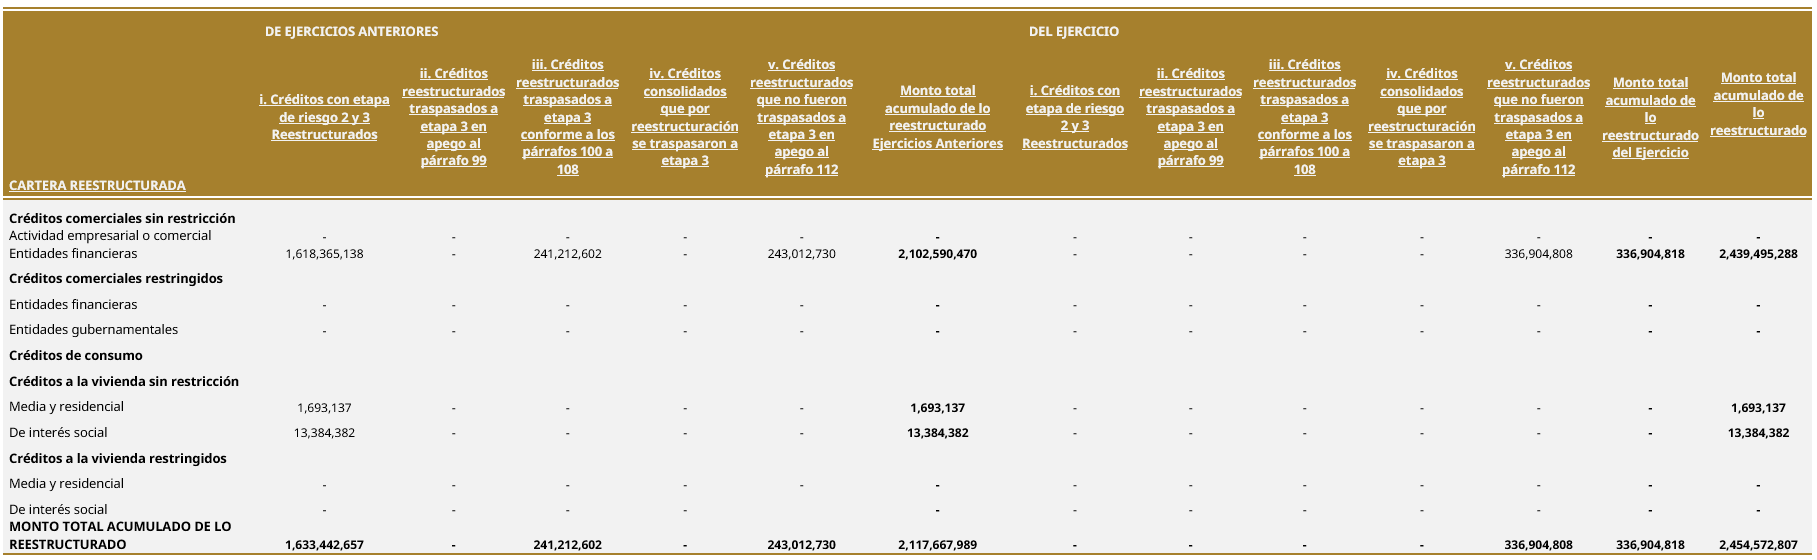 DE EJERCICIOS ANTERIORES DEL EJERCICIO
CARTERA REESTRUCTURADA
i. Créditos con etapa
de riesgo 2 y 3
Reestructurados
ii. Créditos
reestructurados
traspasados a
etapa 3 en
apego al
párrafo 99
iii. Créditos
reestructurados
traspasados a
etapa 3
conforme a los
párrafos 100 a
108
iv. Créditos
consolidados
que por
reestructuración
se traspasaron a
etapa 3
v. Créditos
reestructurados
que no fueron
traspasados a
etapa 3 en
apego al
párrafo 112
Monto total
acumulado de lo
reestructurado
Ejercicios Anteriores
i. Créditos con
etapa de riesgo
2 y 3
Reestructurados
ii. Créditos
reestructurados
traspasados a
etapa 3 en
apego al
párrafo 99
iii. Créditos
reestructurados
traspasados a
etapa 3
conforme a los
párrafos 100 a
108
iv. Créditos
consolidados
que por
reestructuración
se traspasaron a
etapa 3
v. Créditos
reestructurados
que no fueron
traspasados a
etapa 3 en
apego al
párrafo 112
Monto total
acumulado de
lo
reestructurado
del Ejercicio
Monto total
acumulado de
lo
reestructurado
Créditos comerciales sin restricción
Actividad empresarial o comercial - - - - - - - - - - - - -
Entidades financieras 1,618,365,138 - 241,212,602 - 243,012,730 2,102,590,470 - - - - 336,904,808 336,904,818 2,439,495,288
Créditos comerciales restringidos
Entidades financieras - - - - - - - - - - - - -
Entidades gubernamentales - - - - - - - - - - - - -
Créditos de consumo
Créditos a la vivienda sin restricción
Media y residencial 1,693,137 - - - - 1,693,137 - - - - - - 1,693,137
De interés social 13,384,382 - - - - 13,384,382 - - - - - - 13,384,382
Créditos a la vivienda restringidos
Media y residencial - - - - - - - - - - - - -
De interés social - - - - - - - - - - - -
MONTO TOTAL ACUMULADO DE LO
REESTRUCTURADO 1,633,442,657 - 241,212,602 - 243,012,730 2,117,667,989 - - - - 336,904,808 336,904,818 2,454,572,807